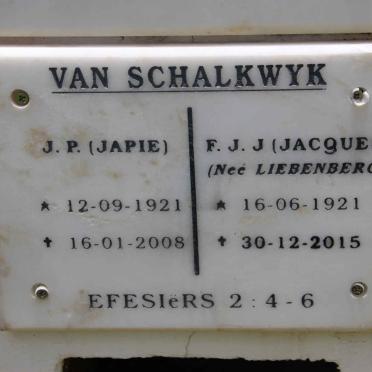 VAN SCHALKWYK
J. P. (JAPIE)
* 12-09-1921
✝ 16-01-2008
F. J. J (JACQUE
(Neé LIEBENBERG
* 16-06-1921
✝ 30-12-2015
EFESIëRS 2 : 4 - 6